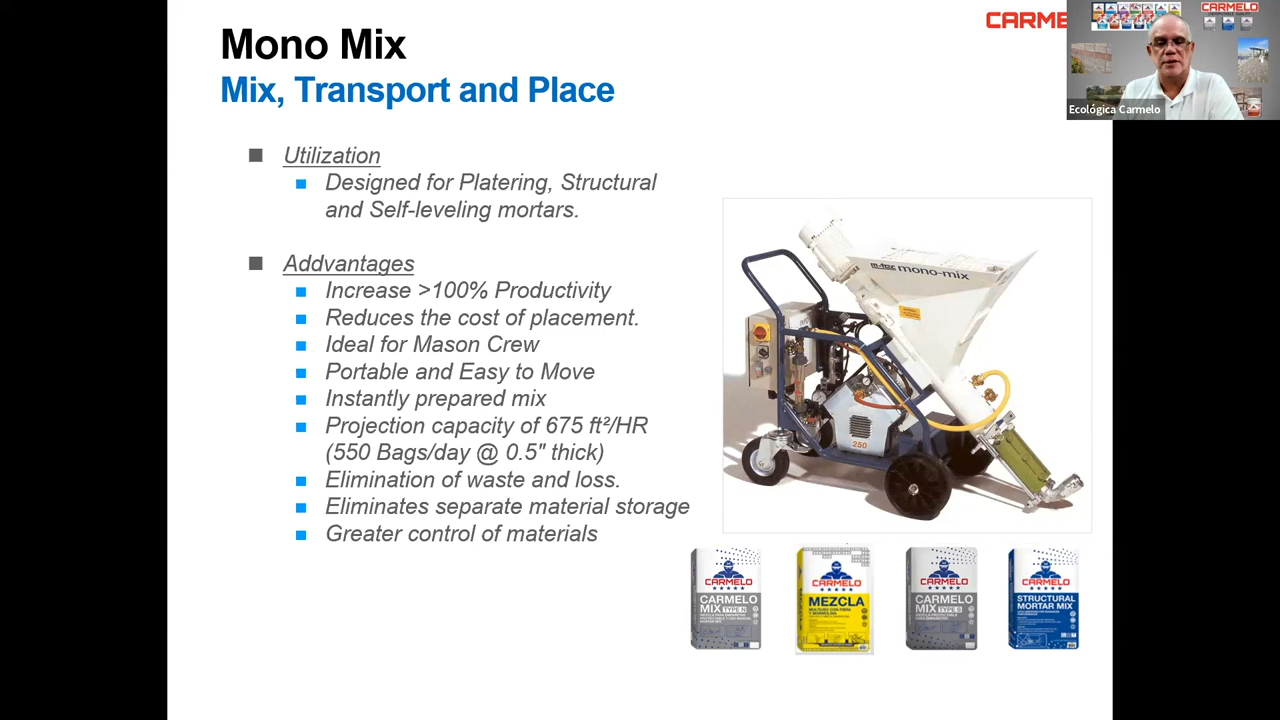 Mono Mix
Mix, Transport and Place
CARME
CARMELO
Ecológica Carmelo
Utilization
Designed for Platering, Structural
and Self-leveling mortars.
Addvantages
Increase >100% Productivity
Reduces the cost of placement.
Ideal for Mason Crew
Portable and Easy to Move
Instantly prepared mix
Projection capacity of 675 ft²/HR
(550 Bags/day @ 0.5" thick)
Elimination of waste and loss.
Eliminates separate material storage
Greater control of materials
mono-mix
250
CARMELO
CARMELO
MIX TYPE N
CARMELO
MEZCLA
CARMELO
CARMELO
MIX TYPE S
CARMELO
STRUCTURAL
MORTAR MIX